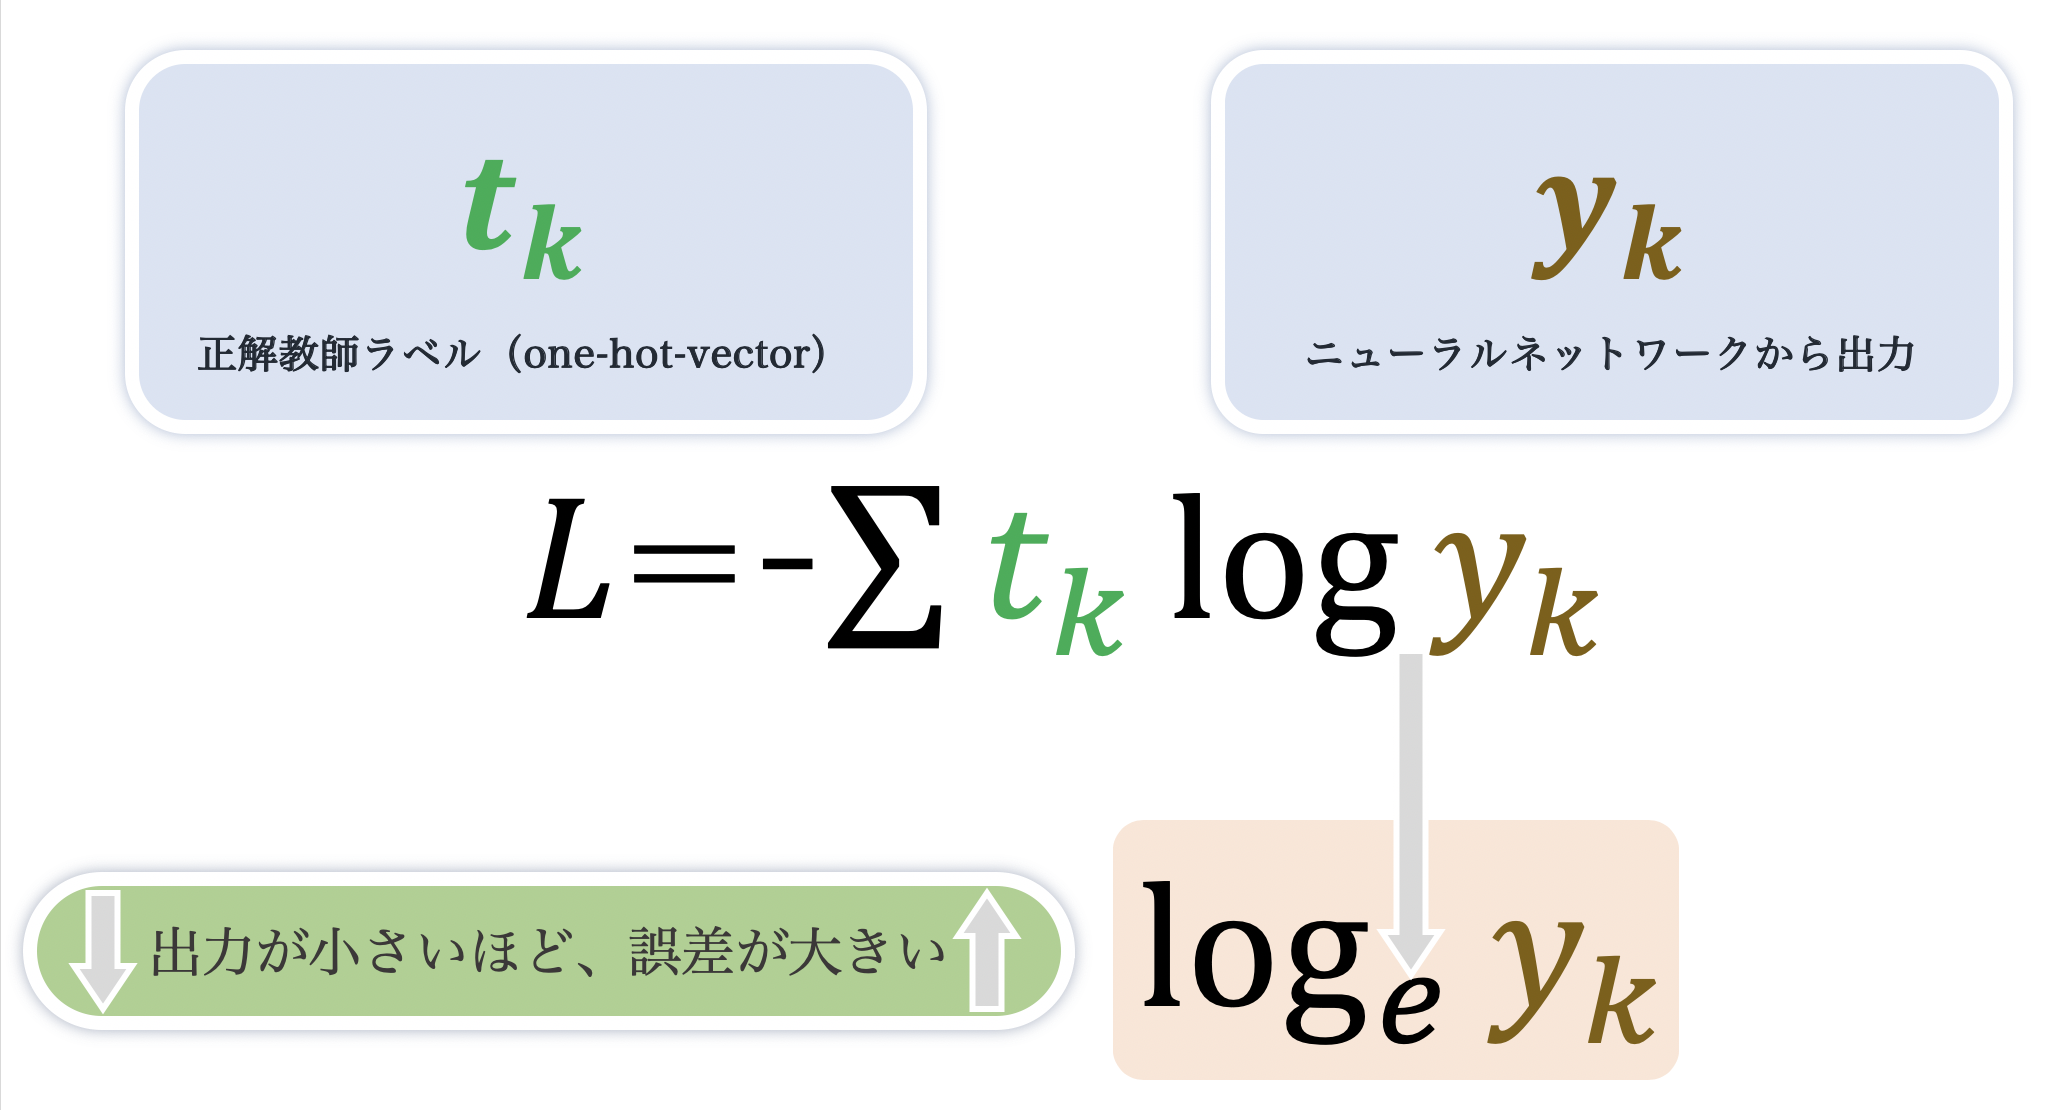 t_k
正解教師ラベル（one-hot-vector）
y_k
ニューラルネットワークから出力
L=-∑ t_k log y_k
出力が小さいほど、誤差が大きい
log_e y_k